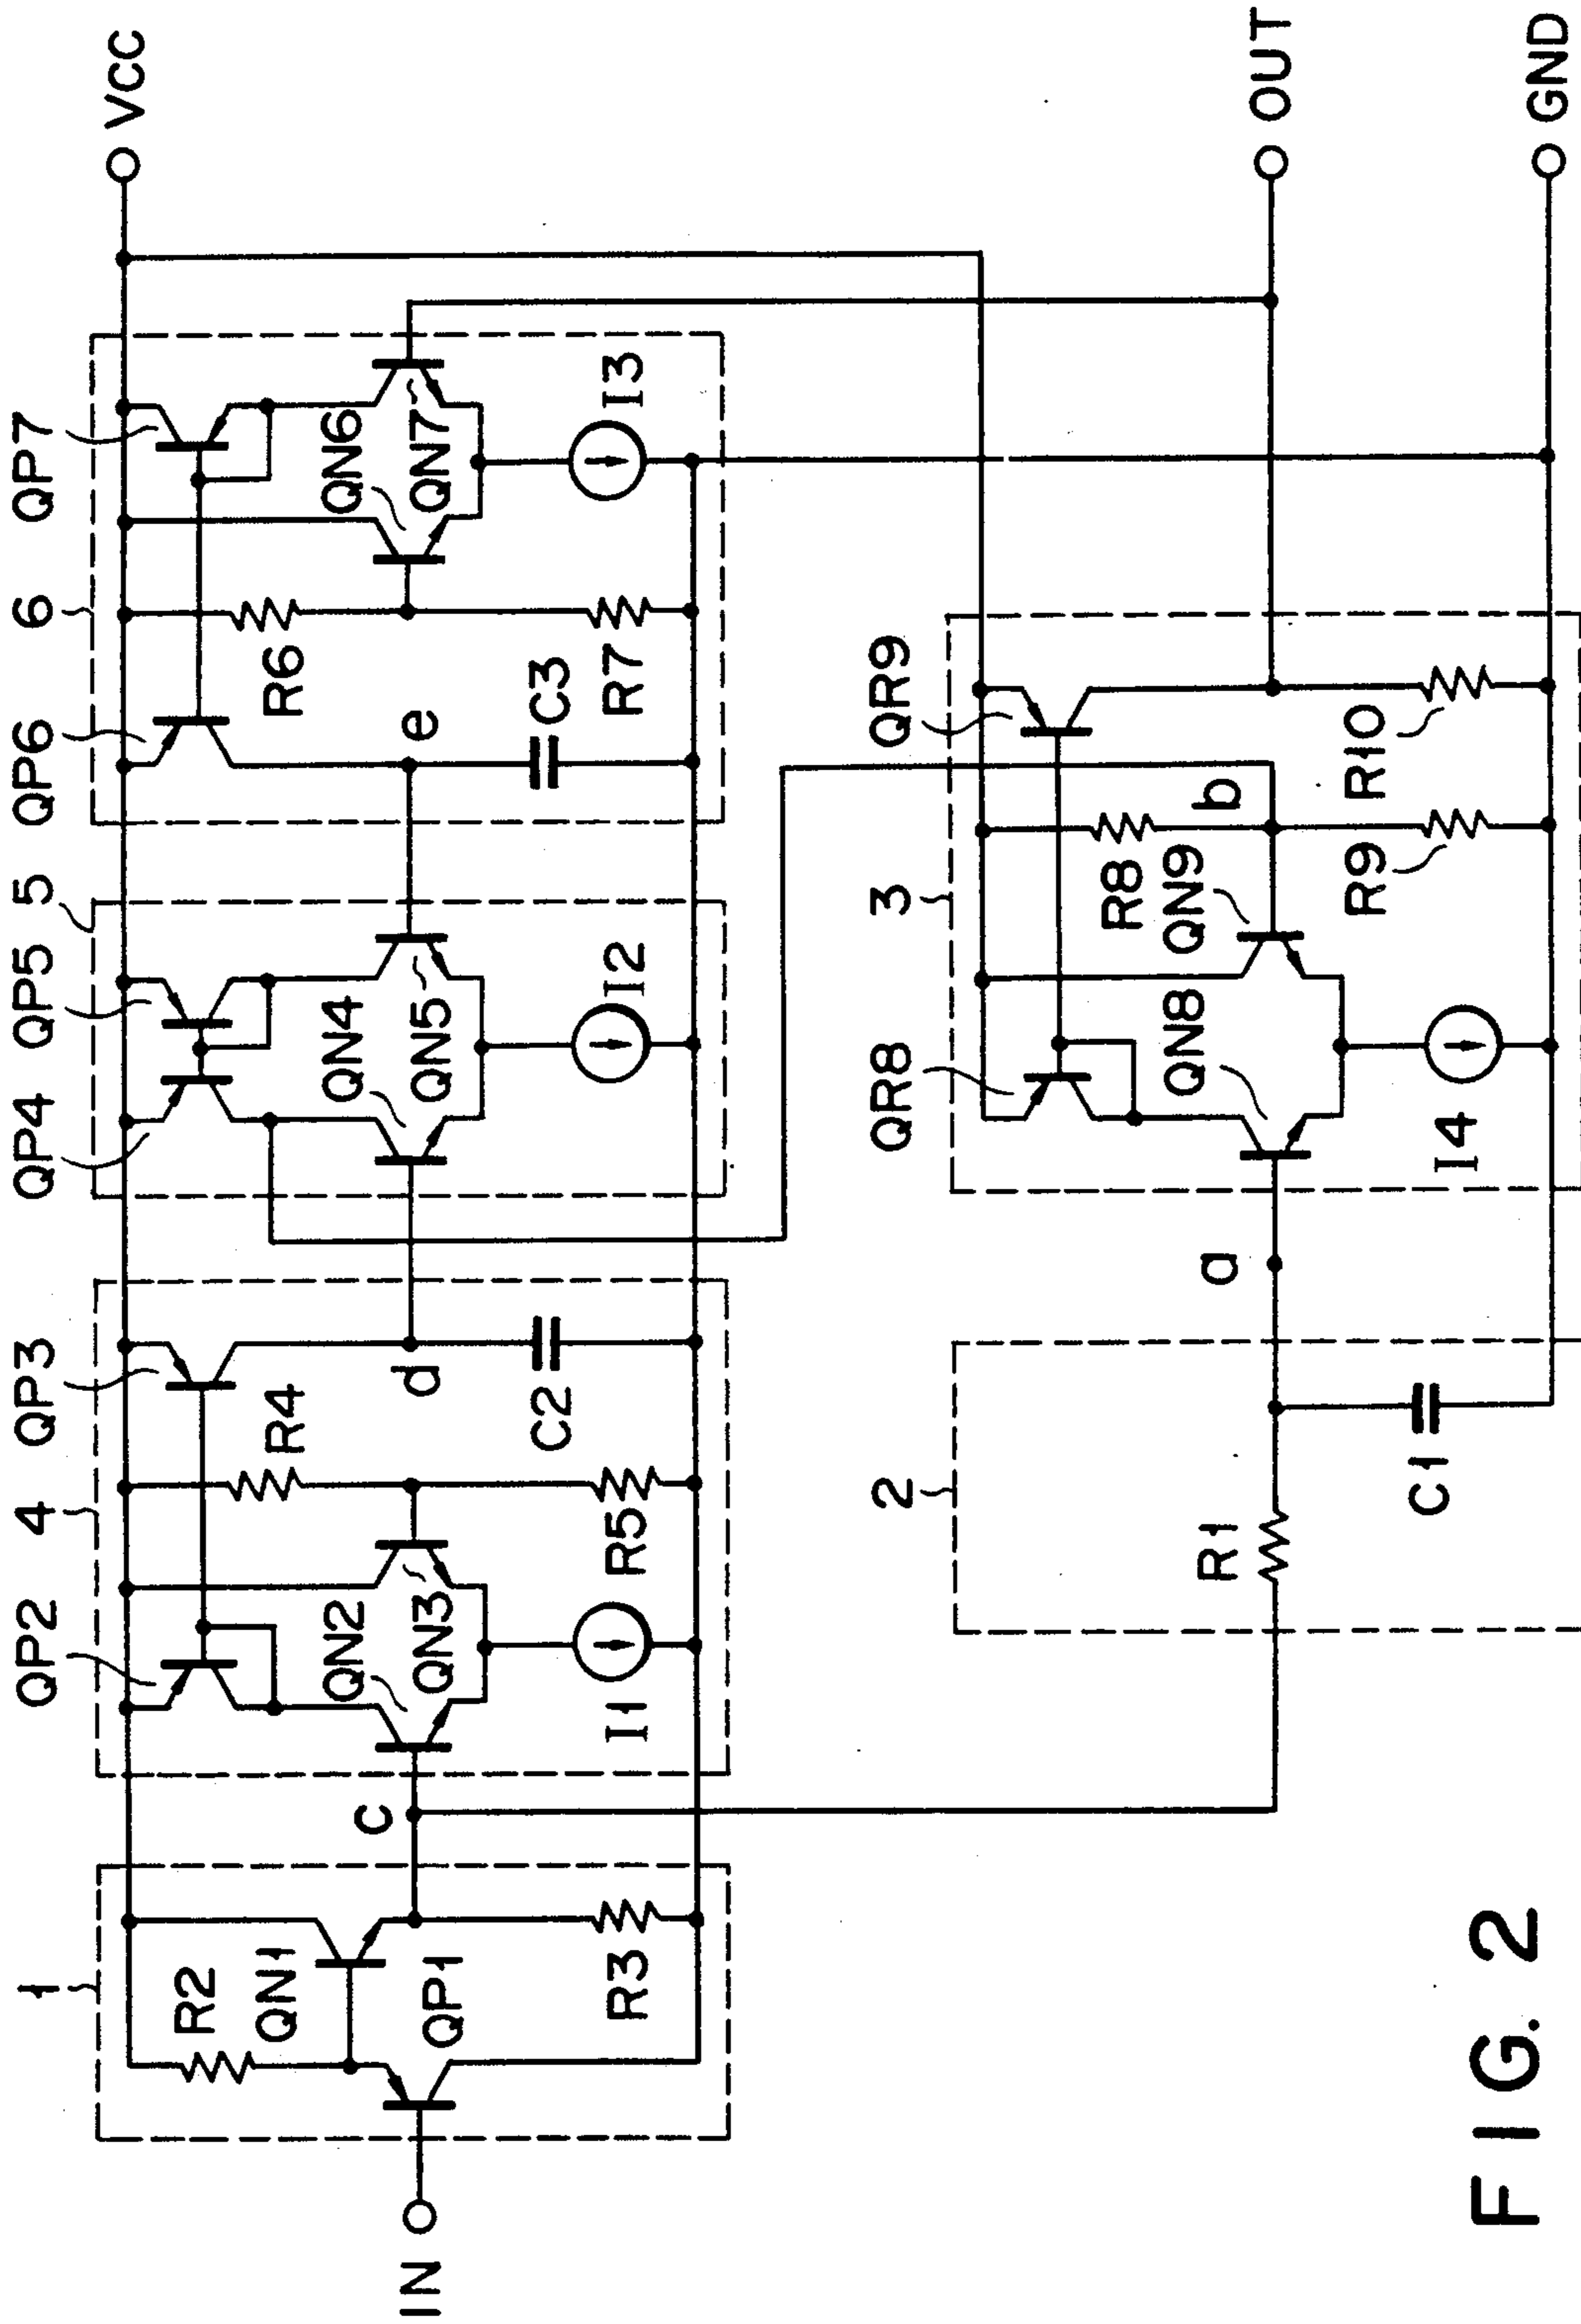 VCC
OUT
GND
IN
1
R2
QN1
QP1
R3
c
4
QP2
QP3
R4
QN2
QN3
R5
I1
C2
d
5
QP4
QP5
QN4
QN5
I2
6
QP6
QP7
R6
QN6
QN7
R7
I3
C3
e
2
R1
C1
a
3
QR8
QR9
R8
QN8
QN9
b
R9
R10
I4
FIG. 2